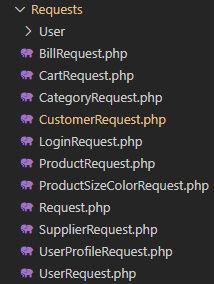 Requests
User
BillRequest.php
CartRequest.php
CategoryRequest.php
CustomerRequest.php
LoginRequest.php
ProductRequest.php
ProductSizeColorRequest.php
Request.php
SupplierRequest.php
UserProfileRequest.php
UserRequest.php